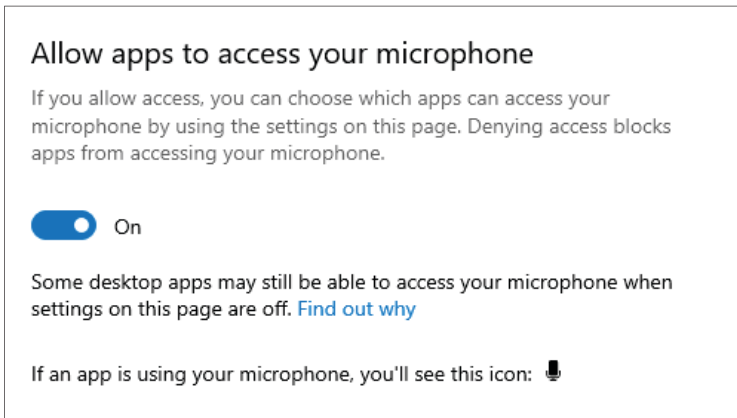 Allow apps to access your microphone
If you allow access, you can choose which apps can access your
microphone by using the settings on this page. Denying access blocks
apps from accessing your microphone.
On
Some desktop apps may still be able to access your microphone when
settings on this page are off. Find out why
If an app is using your microphone, you'll see this icon: